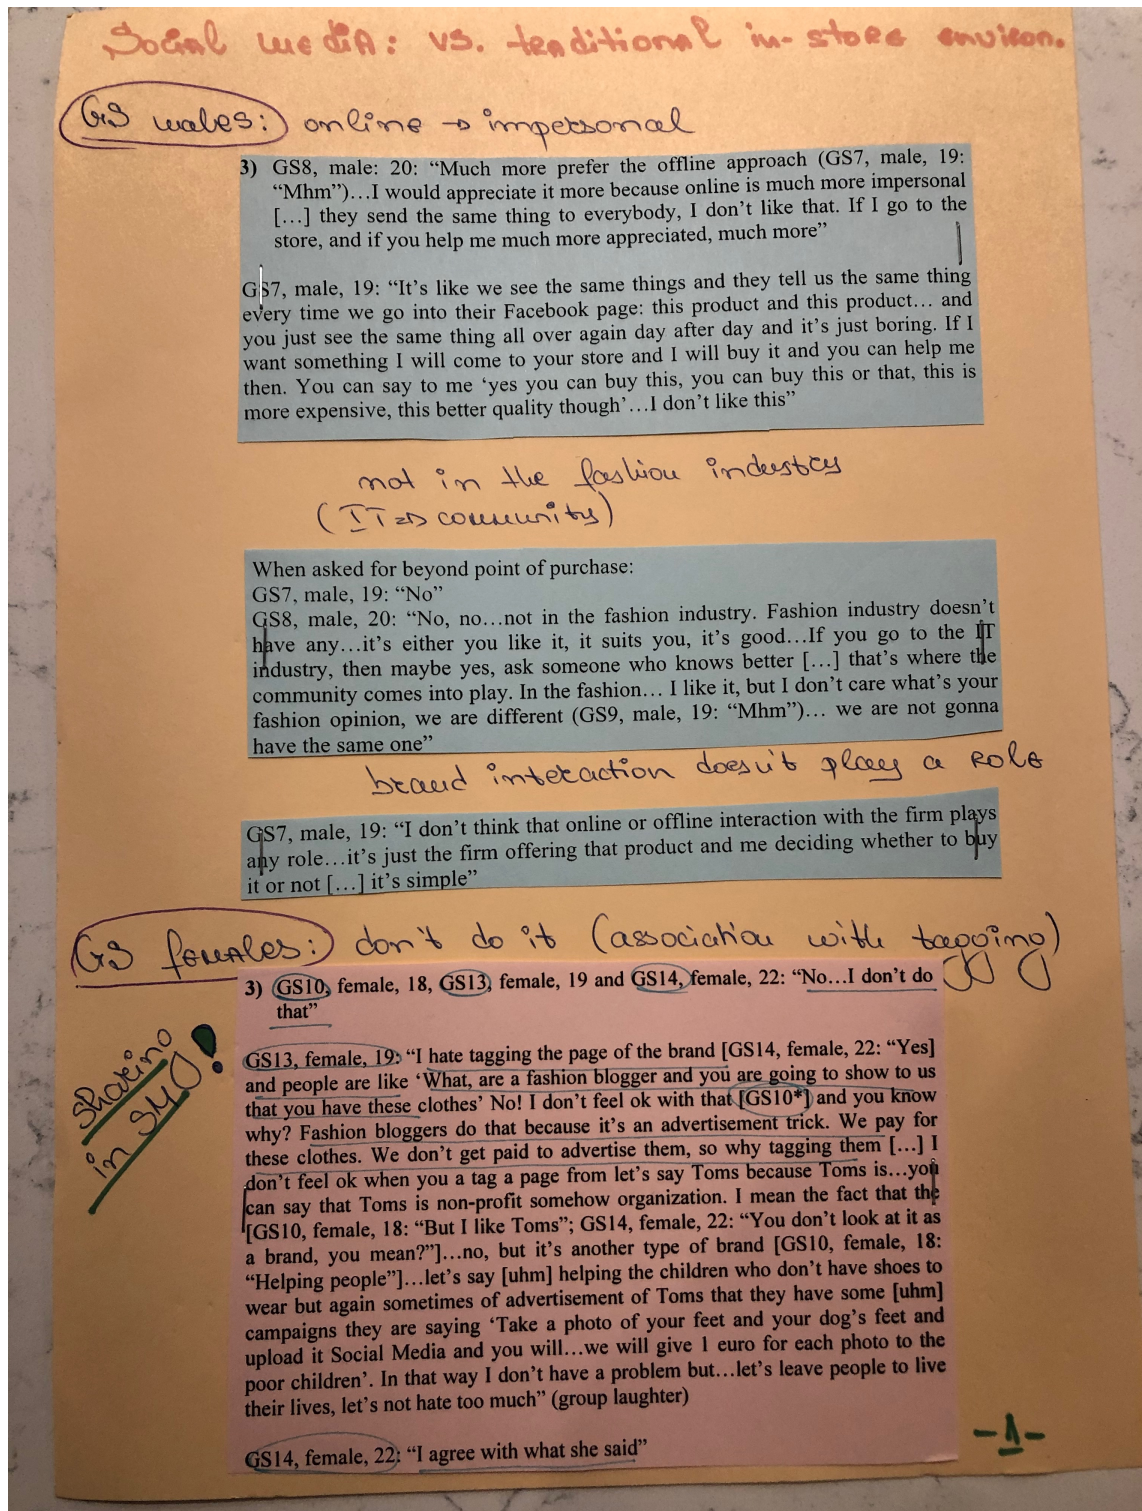 Social media: vs. traditional in-store environ.
GS males: online → impersonal
3) GS8, male: 20: “Much more prefer the offline approach (GS7, male, 19:
“Mhm”)…I would appreciate it more because online is much more impersonal
[…] they send the same thing to everybody, I don’t like that. If I go to the
store, and if you help me much more appreciated, much more”
GS7, male, 19: “It’s like we see the same things and they tell us the same thing
every time we go into their Facebook page: this product and this product… and
you just see the same thing all over again day after day and it’s just boring. If I
want something I will come to your store and I will buy it and you can help me
then. You can say to me ‘yes you can buy this, you can buy this or that, this is
more expensive, this better quality though’…I don’t like this”
not in the fashion industry
(IT => community)
When asked for beyond point of purchase:
GS7, male, 19: “No”
GS8, male, 20: “No, no…not in the fashion industry. Fashion industry doesn’t
have any…it’s either you like it, it suits you, it’s good…If you go to the IT
industry, then maybe yes, ask someone who knows better […] that’s where the
community comes into play. In the fashion… I like it, but I don’t care what’s your
fashion opinion, we are different (GS9, male, 19: “Mhm”)… we are not gonna
have the same one”
brand interaction doesn't play a role
GS7, male, 19: “I don’t think that online or offline interaction with the firm plays
any role…it’s just the firm offering that product and me deciding whether to buy
it or not […] it’s simple”
GS females: don't do it (association with tagging)
3) GS10, female, 18, GS13, female, 19 and GS14, female, 22: “No…I don’t do
that”
sharing
in SM!
GS13, female, 19: “I hate tagging the page of the brand [GS14, female, 22: “Yes]
and people are like ‘What, are a fashion blogger and you are going to show to us
that you have these clothes’ No! I don’t feel ok with that [GS10*] and you know
why? Fashion bloggers do that because it’s an advertisement trick. We pay for
these clothes. We don’t get paid to advertise them, so why tagging them […] I
don’t feel ok when you a tag a page from let’s say Toms because Toms is…you
can say that Toms is non-profit somehow organization. I mean the fact that the
[GS10, female, 18: “But I like Toms”; GS14, female, 22: “You don’t look at it as
a brand, you mean?”]…no, but it’s another type of brand [GS10, female, 18:
“Helping people”]…let’s say [uhm] helping the children who don’t have shoes to
wear but again sometimes of advertisement of Toms that they have some [uhm]
campaigns they are saying ‘Take a photo of your feet and your dog’s feet and
upload it Social Media and you will…we will give 1 euro for each photo to the
poor children’. In that way I don’t have a problem but…let’s leave people to live
their lives, let’s not hate too much” (group laughter)
GS14, female, 22: “I agree with what she said”
-1-